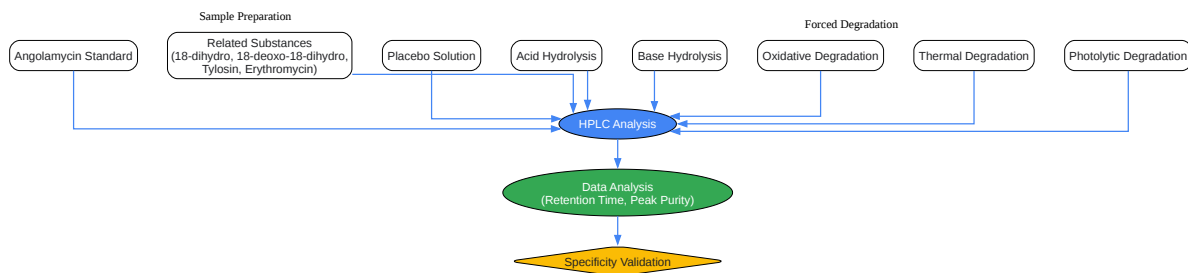 Sample Preparation
Forced Degradation
Angolamycin Standard
Related Substances
(18-dihydro, 18-deoxo-18-dihydro,
Tylosin, Erythromycin)
Placebo Solution
Acid Hydrolysis
Base Hydrolysis
Oxidative Degradation
Thermal Degradation
Photolytic Degradation
HPLC Analysis
Data Analysis
(Retention Time, Peak Purity)
Specificity Validation